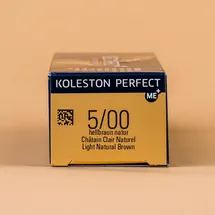 KOLESTON PERFECT
ME+
5/00
hellbraun natur
Châtain Clair Naturel
Light Natural Brown